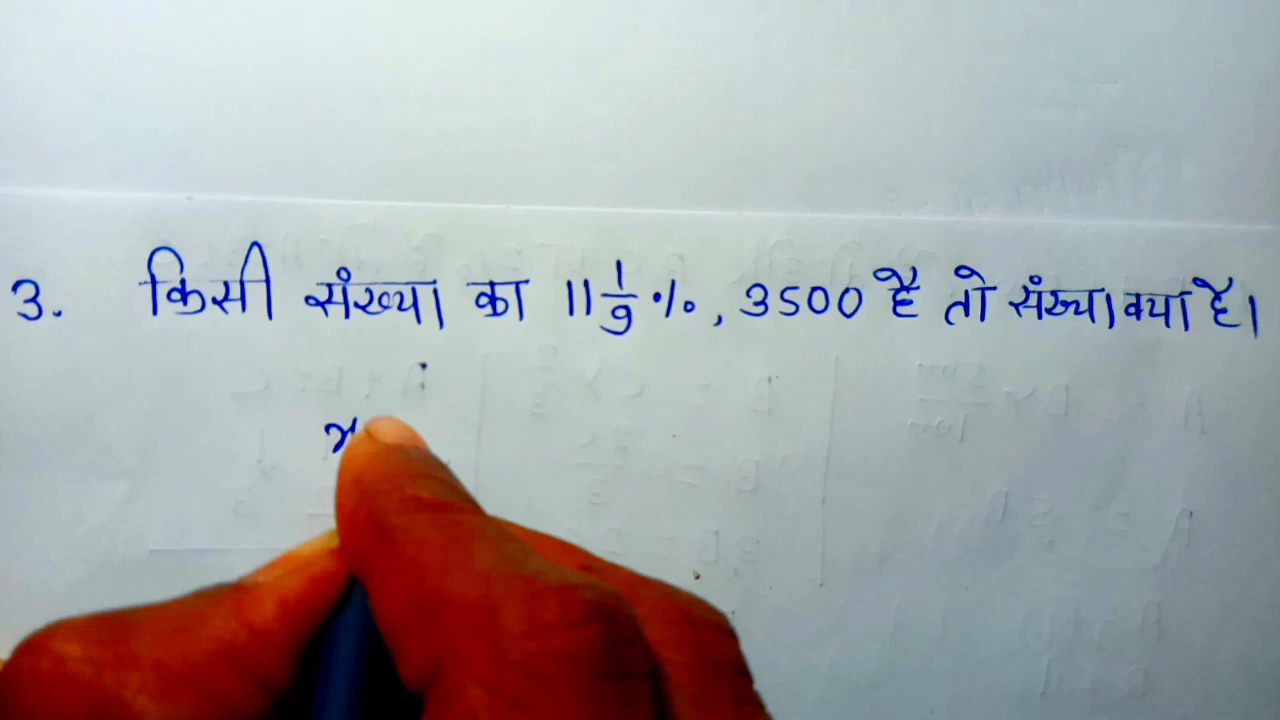 3. किसी संख्या का 11 1/9 %, 3500 है तो संख्या क्या है।
x